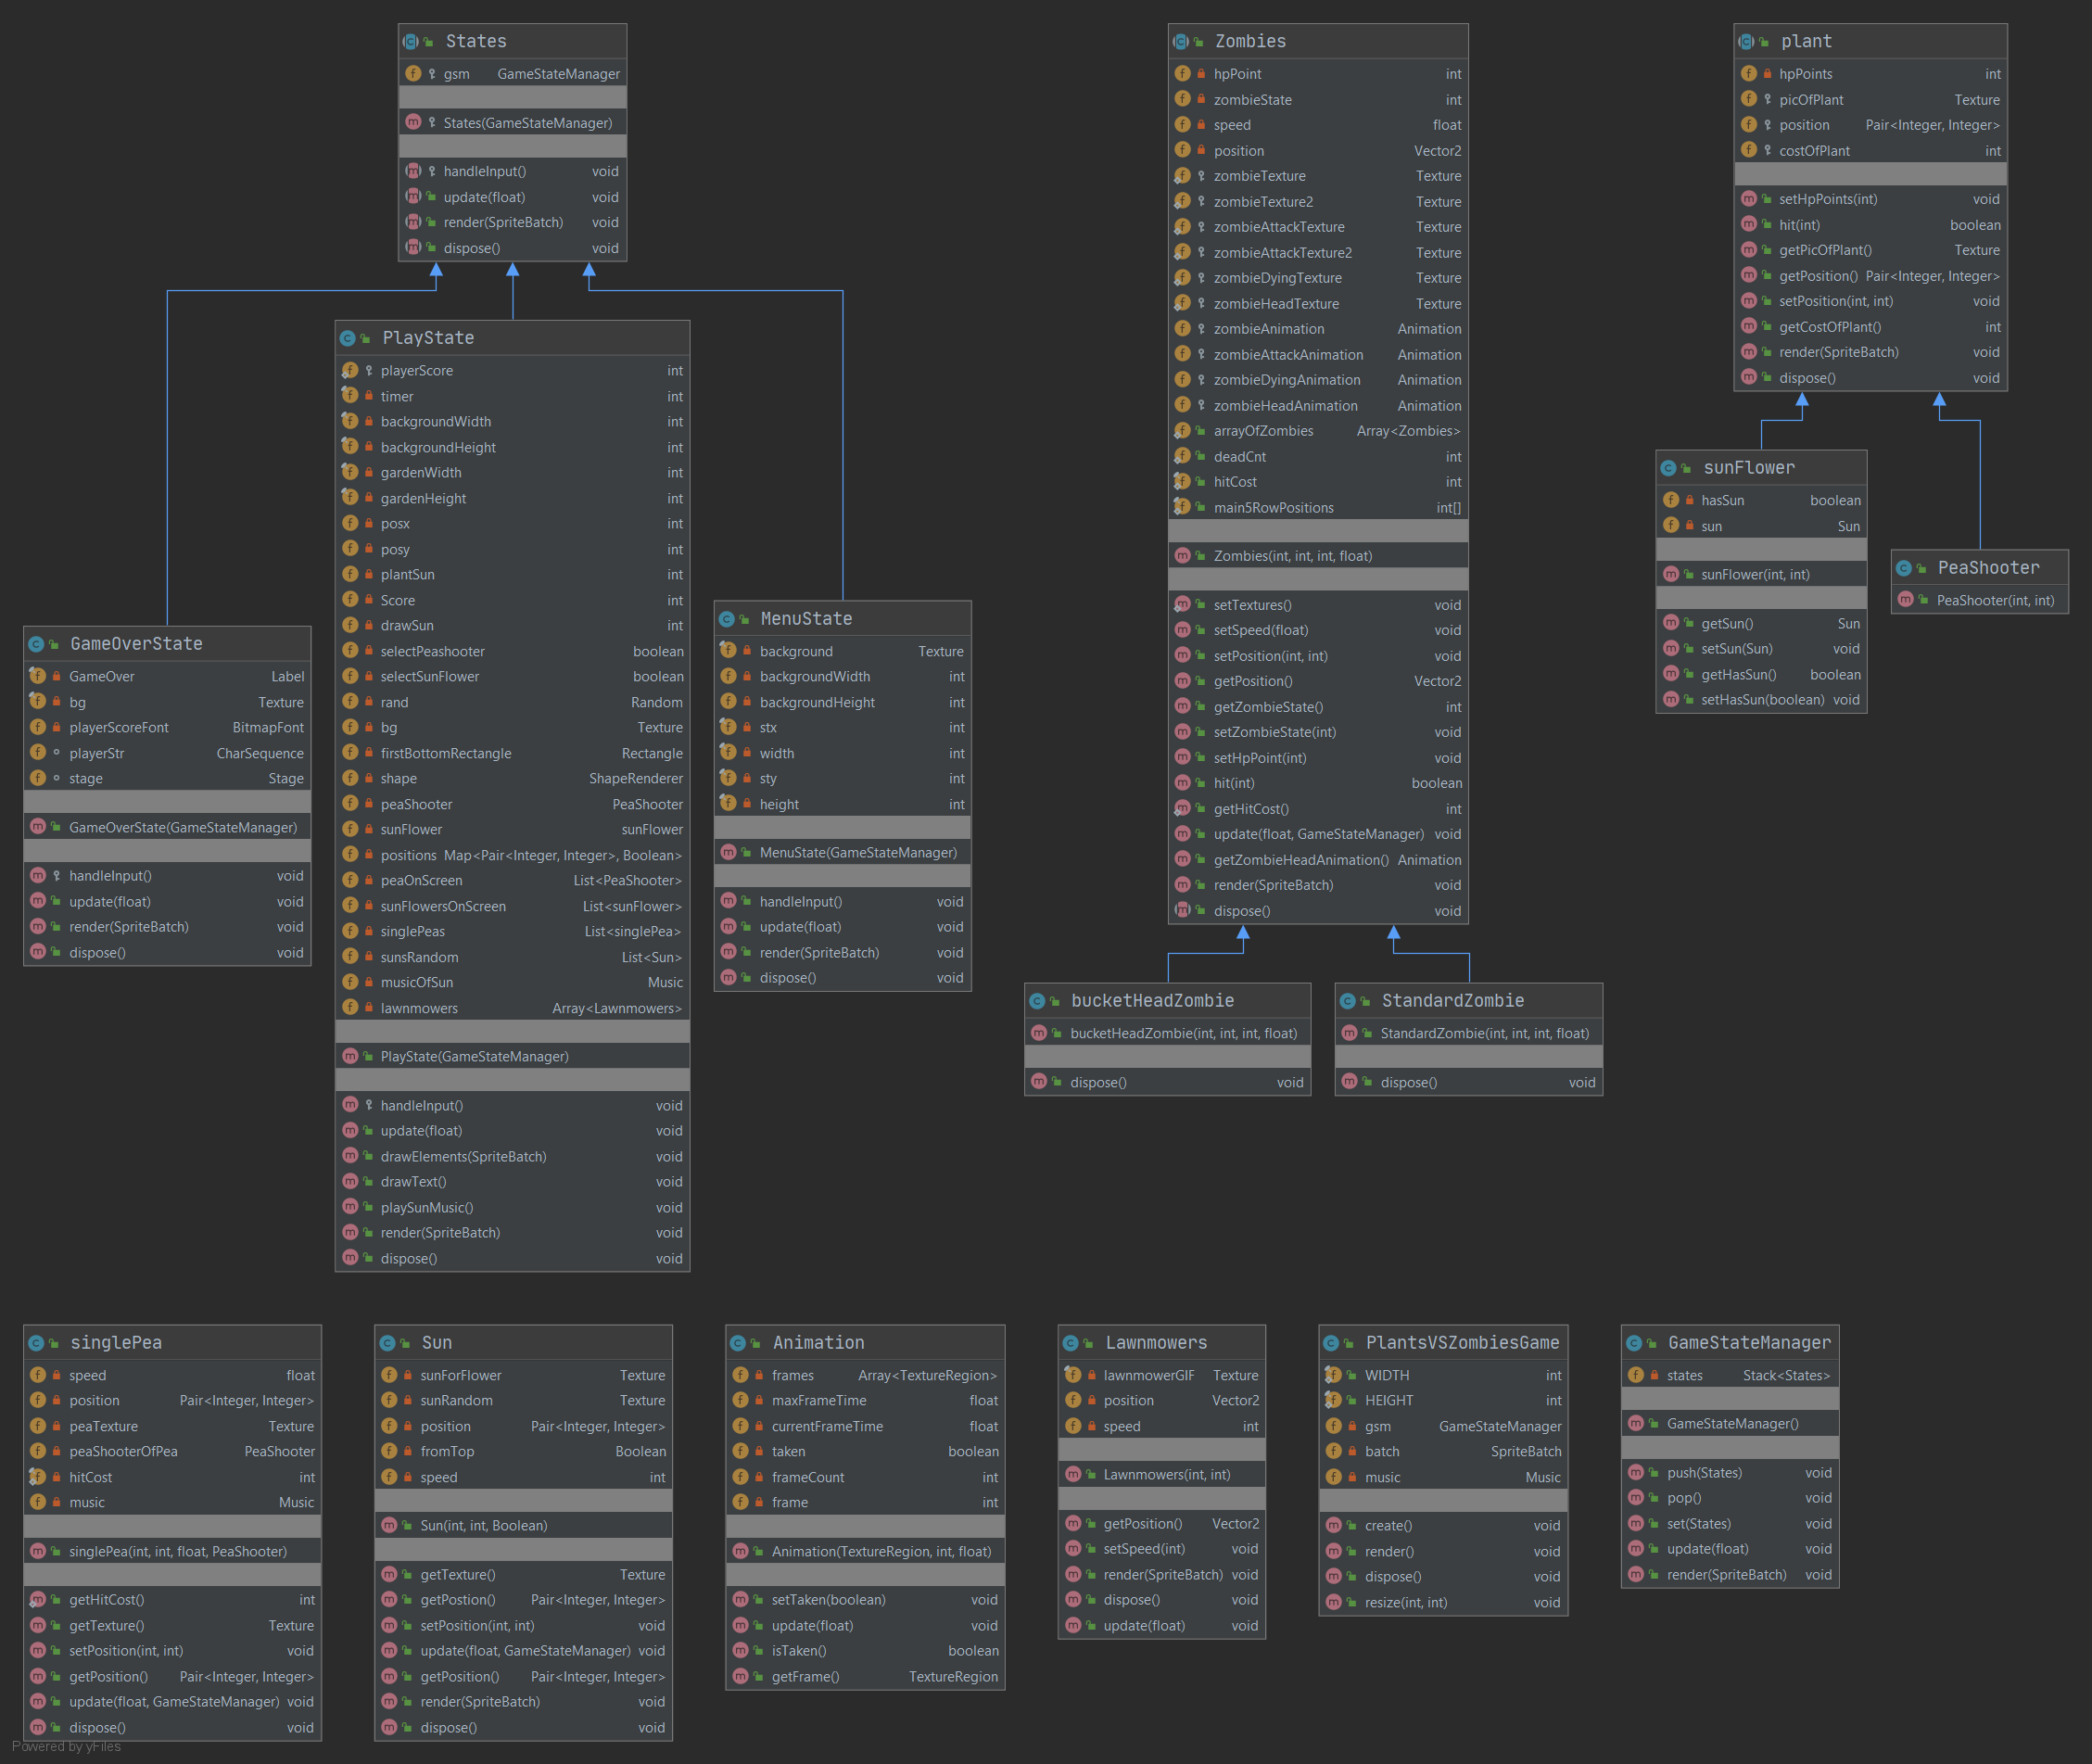 States
gsm GameStateManager
States(GameStateManager)
handleInput() void
update(float) void
render(SpriteBatch) void
dispose() void
Zombies
hpPoint int
zombieState int
speed float
position Vector2
zombieTexture Texture
zombieTexture2 Texture
zombieAttackTexture Texture
zombieAttackTexture2 Texture
zombieDyingTexture Texture
zombieHeadTexture Texture
zombieAnimation Animation
zombieAttackAnimation Animation
zombieDyingAnimation Animation
zombieHeadAnimation Animation
arrayOfZombies Array<Zombies>
deadCnt int
hitCost int
main5RowPositions int[]
Zombies(int, int, int, float)
setTextures() void
setSpeed(float) void
setPosition(int, int) void
getPosition() Vector2
getZombieState() int
setZombieState(int) void
setHpPoint(int) void
hit(int) boolean
getHitCost() int
update(float, GameStateManager) void
getZombieHeadAnimation() Animation
render(SpriteBatch) void
dispose() void
plant
hpPoints int
picOfPlant Texture
position Pair<Integer, Integer>
costOfPlant int
setHpPoints(int) void
hit(int) boolean
getPicOfPlant() Texture
getPosition() Pair<Integer, Integer>
setPosition(int, int) void
getCostOfPlant() int
render(SpriteBatch) void
dispose() void
PlayState
playerScore int
timer int
backgroundWidth int
backgroundHeight int
gardenWidth int
gardenHeight int
posx int
posy int
plantSun int
Score int
drawSun int
selectPeashooter boolean
selectSunFlower boolean
rand Random
bg Texture
firstBottomRectangle Rectangle
shape ShapeRenderer
peaShooter PeaShooter
sunFlower sunFlower
positions Map<Pair<Integer, Integer>, Boolean>
peaOnScreen List<PeaShooter>
sunFlowersOnScreen List<sunFlower>
singlePeas List<singlePea>
sunsRandom List<Sun>
musicOfSun Music
lawnmowers Array<Lawnmowers>
PlayState(GameStateManager)
handleInput() void
update(float) void
drawElements(SpriteBatch) void
drawText() void
playSunMusic() void
render(SpriteBatch) void
dispose() void
sunFlower
hasSun boolean
sun Sun
sunFlower(int, int)
getSun() Sun
setSun(Sun) void
getHasSun() boolean
setHasSun(boolean) void
PeaShooter
PeaShooter(int, int)
GameOverState
GameOver Label
bg Texture
playerScoreFont BitmapFont
playerStr CharSequence
stage Stage
GameOverState(GameStateManager)
handleInput() void
update(float) void
render(SpriteBatch) void
dispose() void
MenuState
background Texture
backgroundWidth int
backgroundHeight int
stx int
width int
sty int
height int
MenuState(GameStateManager)
handleInput() void
update(float) void
render(SpriteBatch) void
dispose() void
bucketHeadZombie
bucketHeadZombie(int, int, int, float)
dispose() void
StandardZombie
StandardZombie(int, int, int, float)
dispose() void
singlePea
speed float
position Pair<Integer, Integer>
peaTexture Texture
peaShooterOfPea PeaShooter
hitCost int
music Music
singlePea(int, int, float, PeaShooter)
getHitCost() int
getTexture() Texture
setPosition(int, int) void
getPosition() Pair<Integer, Integer>
update(float, GameStateManager) void
dispose() void
Sun
sunForFlower Texture
sunRandom Texture
position Pair<Integer, Integer>
fromTop Boolean
speed int
Sun(int, int, Boolean)
getTexture() Texture
getPostion() Pair<Integer, Integer>
setPosition(int, int) void
update(float, GameStateManager) void
getPosition() Pair<Integer, Integer>
render(SpriteBatch) void
dispose() void
Animation
frames Array<TextureRegion>
maxFrameTime float
currentFrameTime float
taken boolean
frameCount int
frame int
Animation(TextureRegion, int, float)
setTaken(boolean) void
update(float) void
isTaken() boolean
getFrame() TextureRegion
Lawnmowers
lawnmowerGIF Texture
position Vector2
speed int
Lawnmowers(int, int)
getPosition() Vector2
setSpeed(int) void
render(SpriteBatch) void
dispose() void
update(float) void
PlantsVSZombiesGame
WIDTH int
HEIGHT int
gsm GameStateManager
batch SpriteBatch
music Music
create() void
render() void
dispose() void
resize(int, int) void
GameStateManager
states Stack<States>
GameStateManager()
push(States) void
pop() void
set(States) void
update(float) void
render(SpriteBatch) void
Powered by yFiles